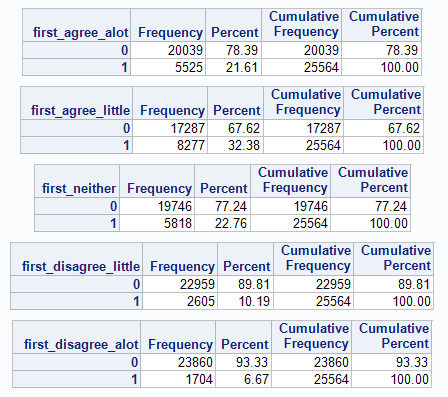 Cumulative Cumulative
first_agree_alot Frequency Percent Frequency Percent
0 20039 78.39 20039 78.39
1 5525 21.61 25564 100.00
Cumulative Cumulative
first_agree_little Frequency Percent Frequency Percent
0 17287 67.62 17287 67.62
1 8277 32.38 25564 100.00
Cumulative Cumulative
first_neither Frequency Percent Frequency Percent
0 19746 77.24 19746 77.24
1 5818 22.76 25564 100.00
Cumulative Cumulative
first_disagree_little Frequency Percent Frequency Percent
0 22959 89.81 22959 89.81
1 2605 10.19 25564 100.00
Cumulative Cumulative
first_disagree_alot Frequency Percent Frequency Percent
0 23860 93.33 23860 93.33
1 1704 6.67 25564 100.00